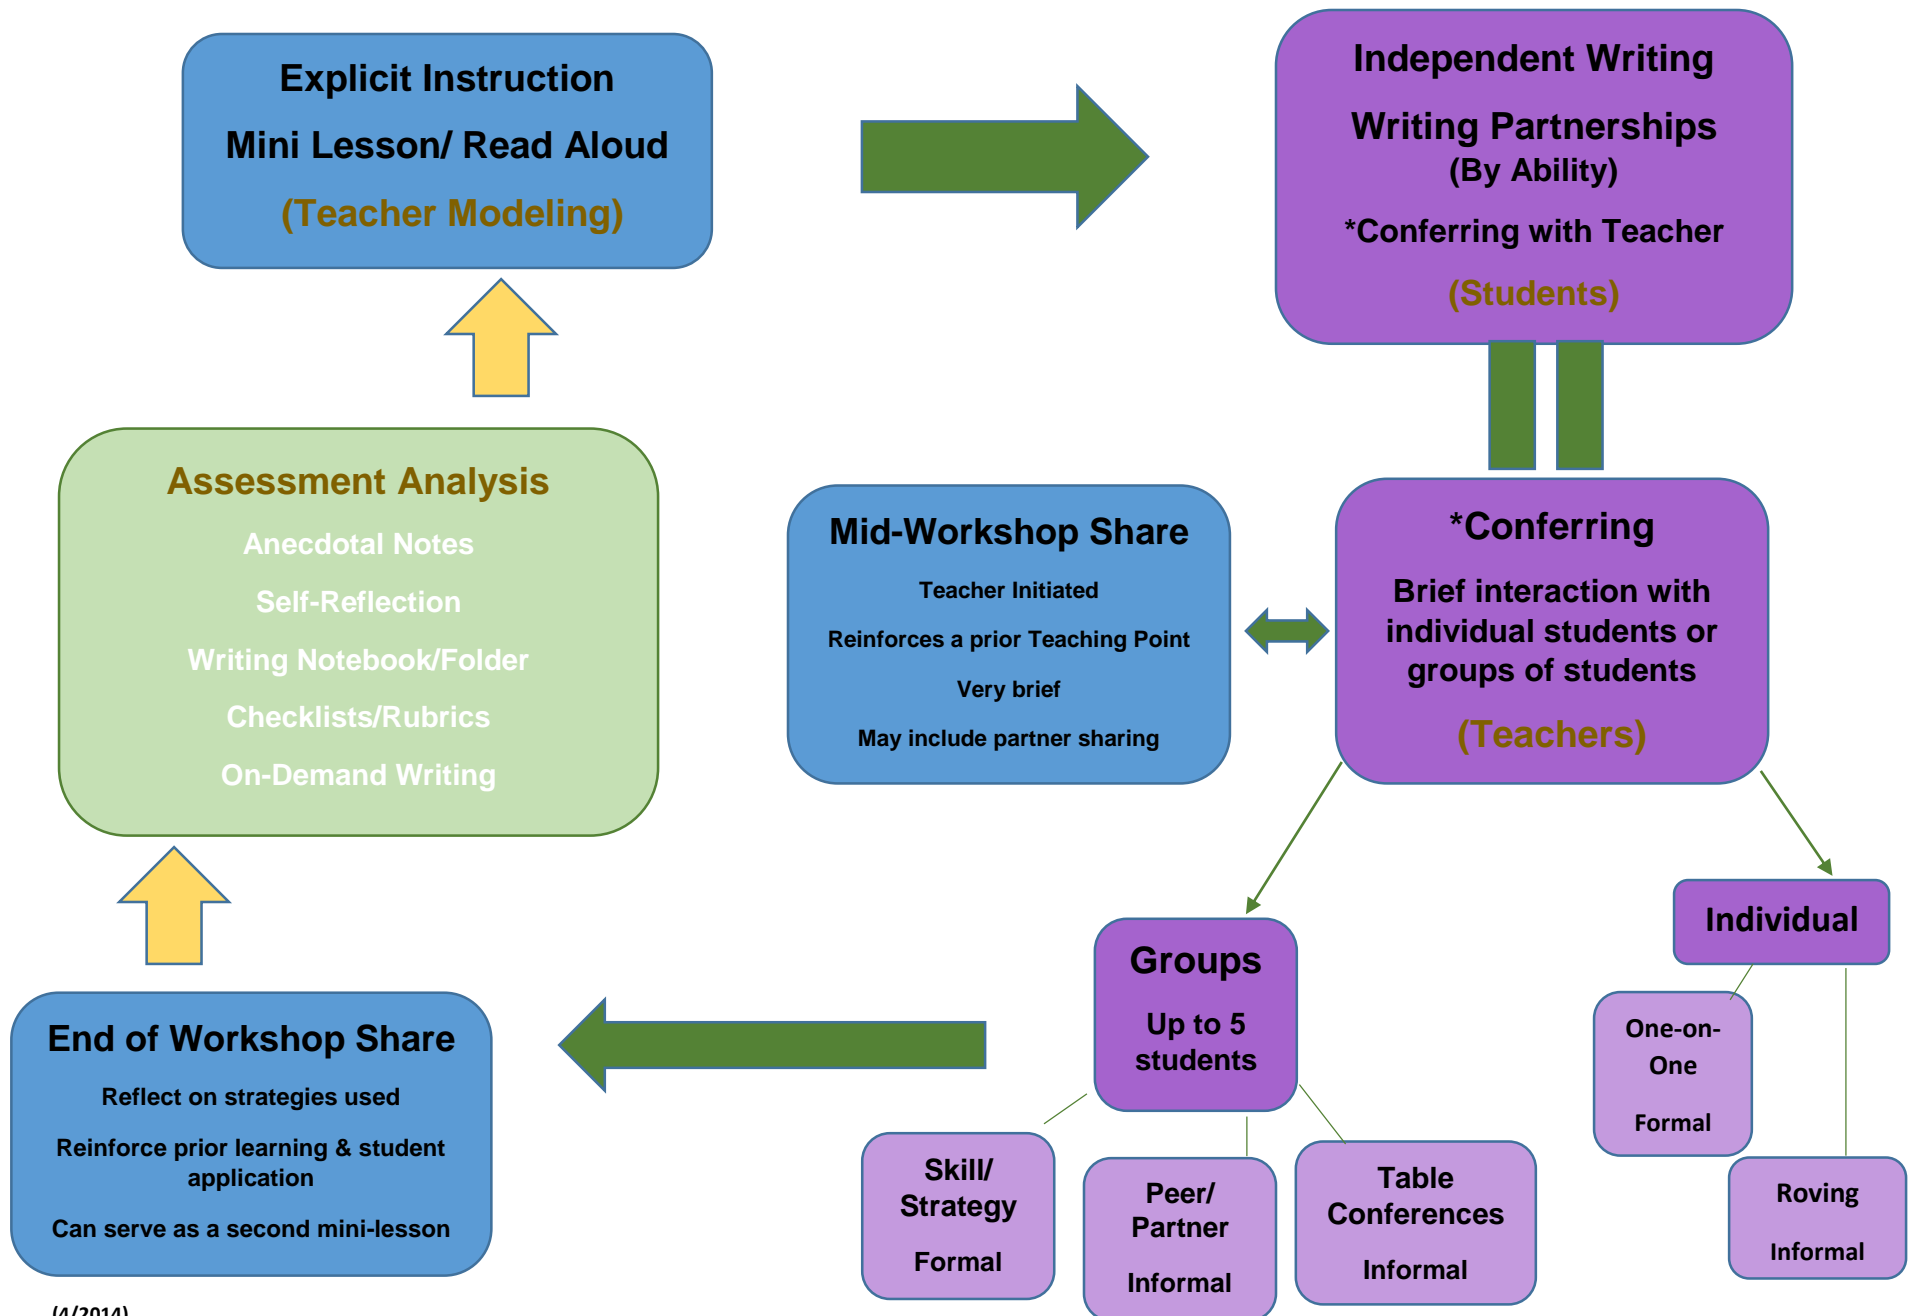 Explicit Instruction
Mini Lesson/ Read Aloud
(Teacher Modeling)
Independent Writing
Writing Partnerships
(By Ability)
*Conferring with Teacher
(Students)
Assessment Analysis
Anecdotal Notes
Self-Reflection
Writing Notebook/Folder
Checklists/Rubrics
On-Demand Writing
Mid-Workshop Share
Teacher Initiated
Reinforces a prior Teaching Point
Very brief
May include partner sharing
*Conferring
Brief interaction with
individual students or
groups of students
(Teachers)
Groups
Up to 5
students
Individual
One-on-
One
Formal
Roving
Informal
End of Workshop Share
Reflect on strategies used
Reinforce prior learning & student
application
Can serve as a second mini-lesson
Skill/
Strategy
Formal
Peer/
Partner
Informal
Table
Conferences
Informal
(4/2014)